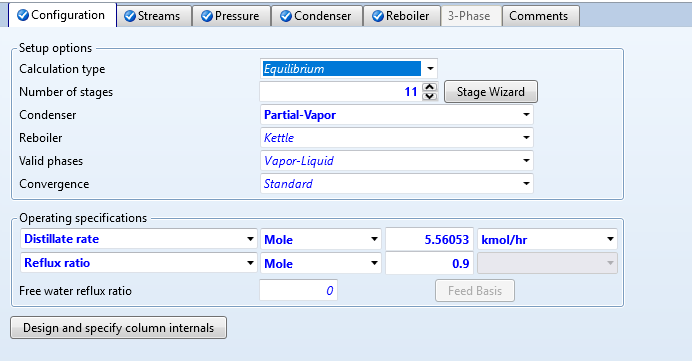 Configuration Streams Pressure Condenser Reboiler 3-Phase Comments
Setup options
Calculation type Equilibrium
Number of stages 11 Stage Wizard
Condenser Partial-Vapor
Reboiler Kettle
Valid phases Vapor-Liquid
Convergence Standard
Operating specifications
Distillate rate Mole 5.56053 kmol/hr
Reflux ratio Mole 0.9
Free water reflux ratio 0 Feed Basis
Design and specify column internals